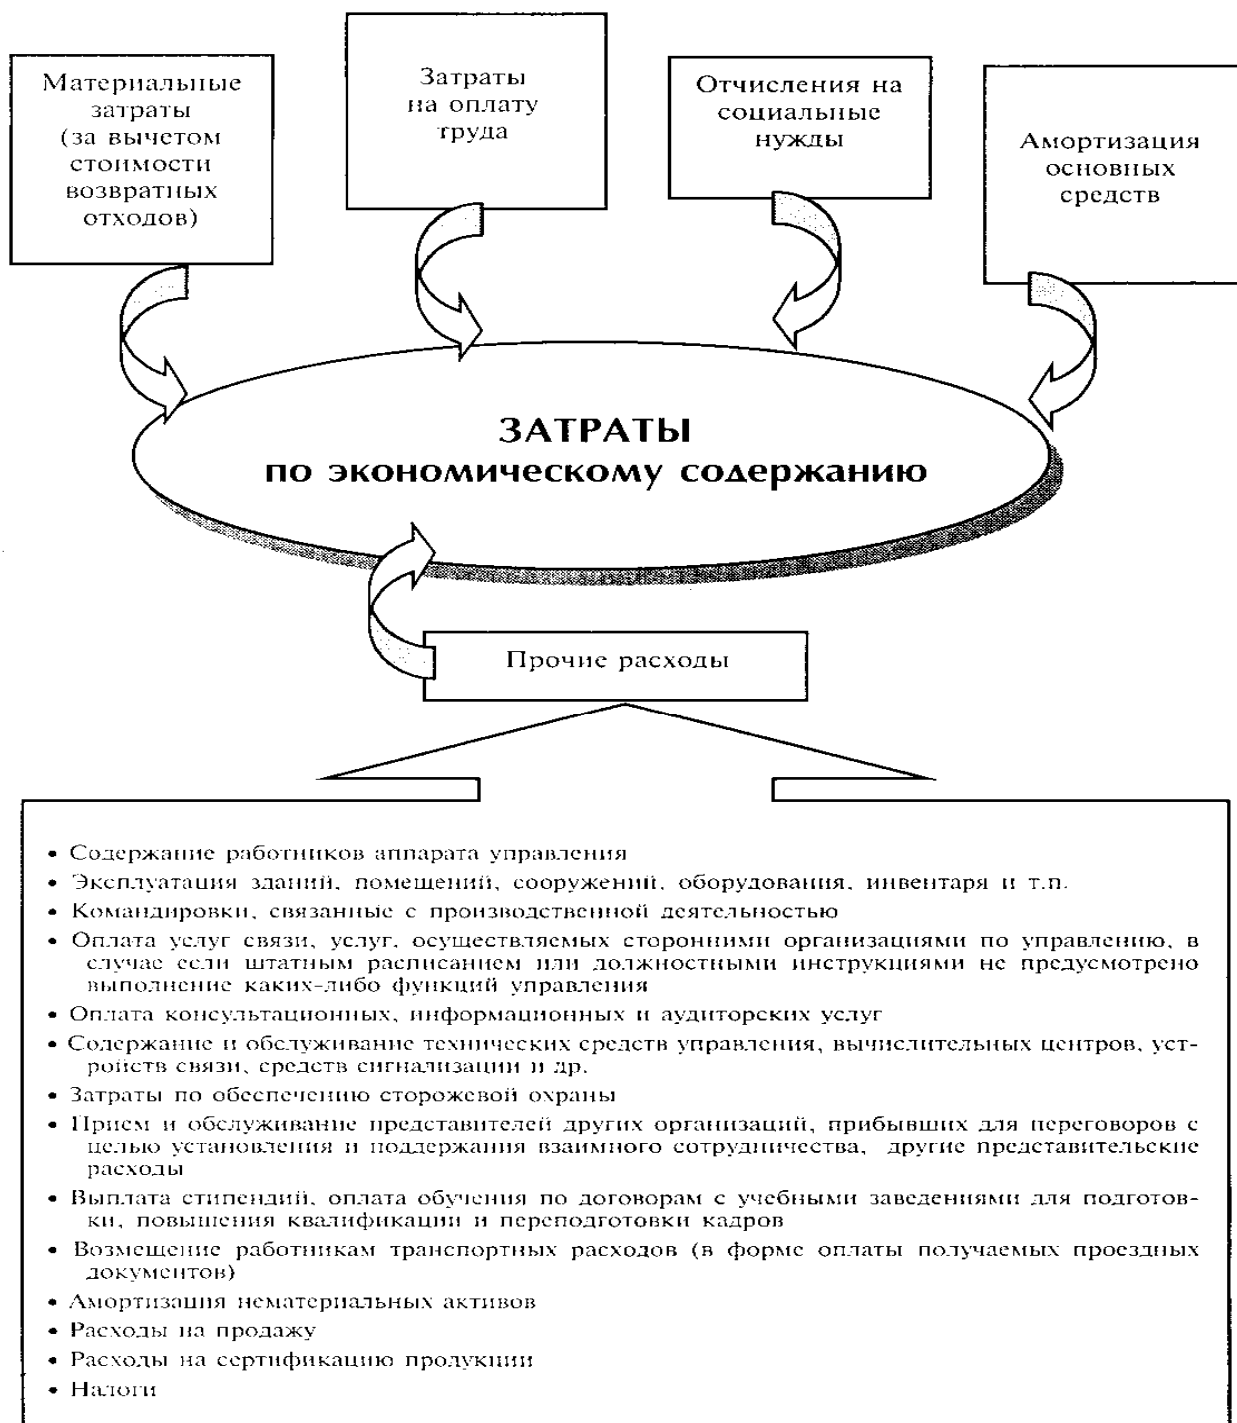 Материальные
затраты
(за вычетом
стоимости
возвратных
отходов)
Затраты
на оплату
труда
Отчисления на
социальные
нужды
Амортизация
основных
средств
ЗАТРАТЫ
по экономическому содержанию
Прочие расходы
• Содержание работников аппарата управления
• Эксплуатация зданий, помещений, сооружений, оборудования, инвентаря и т.п.
• Командировки, связанные с производственной деятельностью
• Оплата услуг связи, услуг, осуществляемых сторонними организациями по управлению, в
случае если штатным расписанием или должностными инструкциями не предусмотрено
выполнение каких-либо функций управления
• Оплата консультационных, информационных и аудиторских услуг
• Содержание и обслуживание технических средств управления, вычислительных центров, уст-
ройств связи, средств сигнализации и др.
• Затраты по обеспечению сторожевой охраны
• Прием и обслуживание представителей других организаций, прибывших для переговоров с
целью установления и поддержания взаимного сотрудничества, другие представительские
расходы
• Выплата стипендий, оплата обучения по договорам с учебными заведениями для подготов-
ки, повышения квалификации и переподготовки кадров
• Возмещение работникам транспортных расходов (в форме оплаты получаемых проездных
документов)
• Амортизация нематериальных активов
• Расходы на продажу
• Расходы на сертификацию продукции
• Налоги